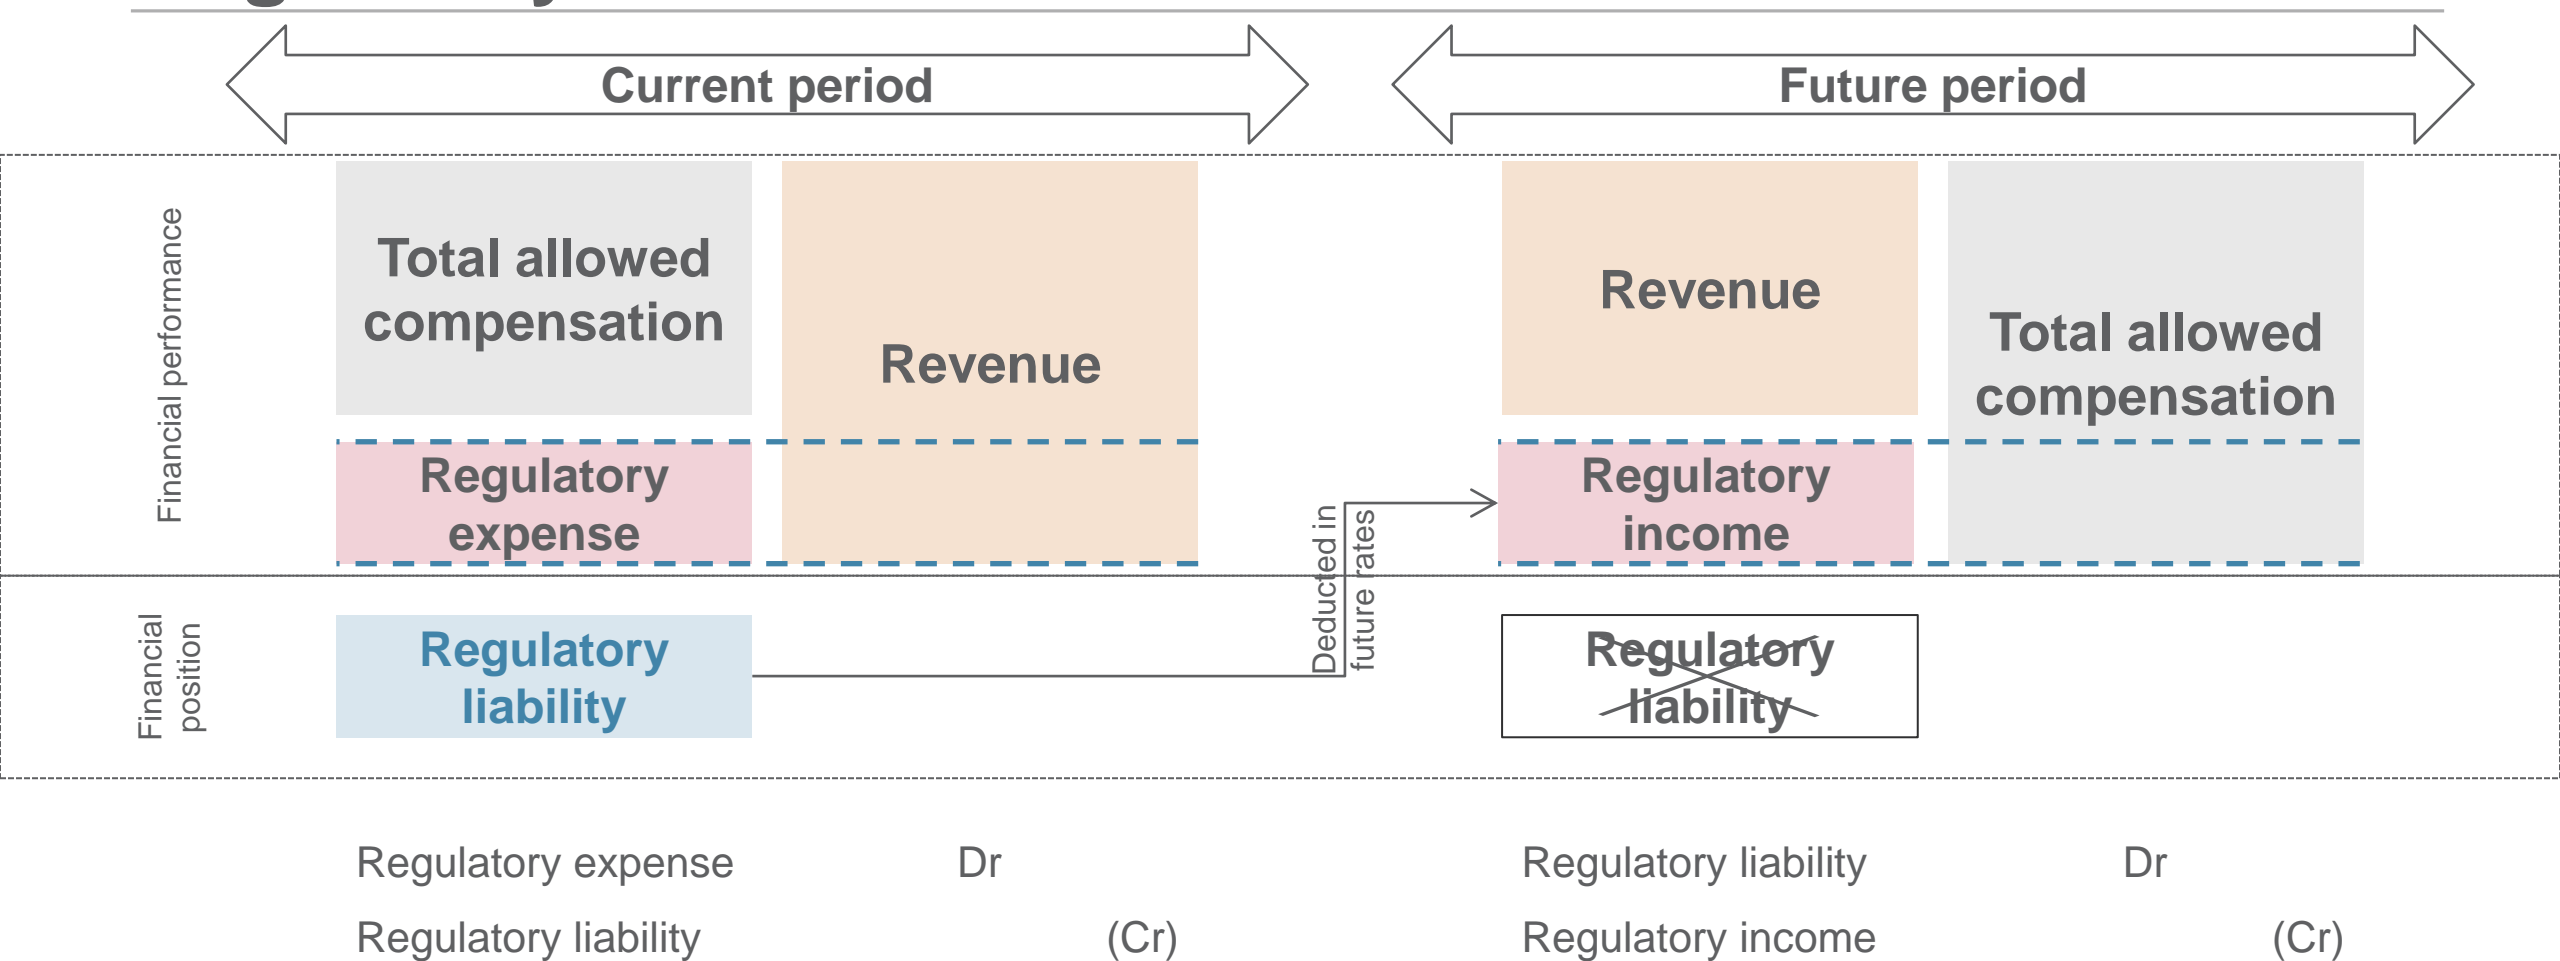 Current period
Future period
Financial performance
Total allowed
compensation
Revenue
Revenue
Total allowed
compensation
Regulatory
expense
Regulatory
income
Deducted in
future rates
Financial
position
Regulatory
liability
Regulatory
liability
Regulatory expense Dr
Regulatory liability (Cr)
Regulatory liability Dr
Regulatory income (Cr)